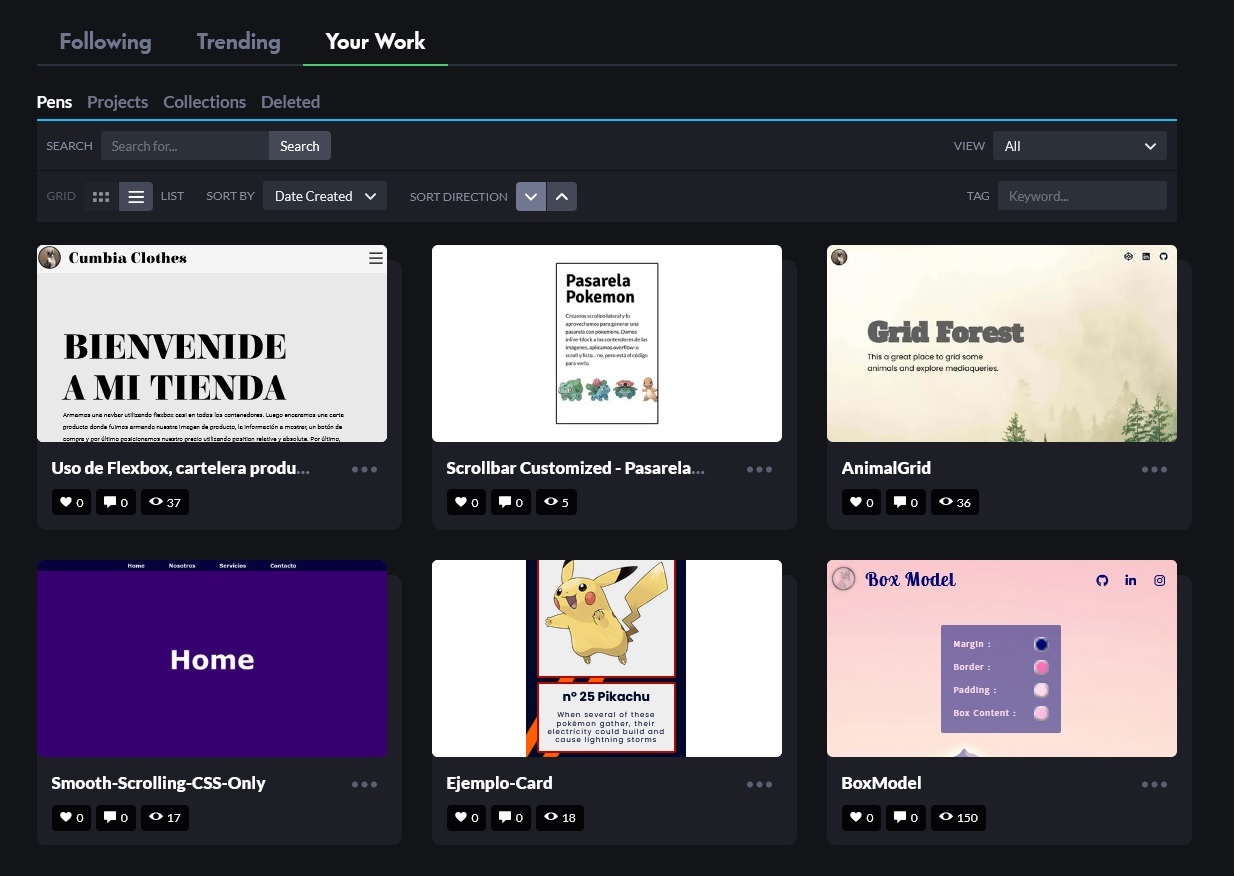 Following Trending Your Work
Pens Projects Collections Deleted
SEARCH Search for... Search VIEW All
GRID LIST SORT BY Date Created SORT DIRECTION TAG Keyword...
Cumbia Clothes
BIENVENIDE
A MI TIENDA
Armamos una navbar utilizando flexbox casi en todos los contenedores. Luego encaramos una carta
producto donde fuimos armando nuestra imagen de producto, la información a mostrar, un botón de
compra y por último posicionamos nuestro precio utilizando position relative y absolute. Por último,
Uso de Flexbox, cartelera produ...
0 0 37
Pasarela
Pokemon
Creamos scrolling lateral y lo
aprovechamos para generar una
pasarela con pokemons. Damos
inline-block a los contenedores de las
imágenes, aplicamos overflow-x:
scroll y listo... no, pero está el código
para verlo.
Scrollbar Customized - Pasarela...
0 0 5
Grid Forest
This a great place to grid some
animals and explore mediaqueries.
AnimalGrid
0 0 36
Home Nosotros Servicios Contacto
Home
Smooth-Scrolling-CSS-Only
0 0 17
nº 25 Pikachu
When several of these
pokémon gather, their
electricity could build and
cause lightning storms
Ejemplo-Card
0 0 18
Box Model
Margin :
Border :
Padding :
Box Content :
BoxModel
0 0 150